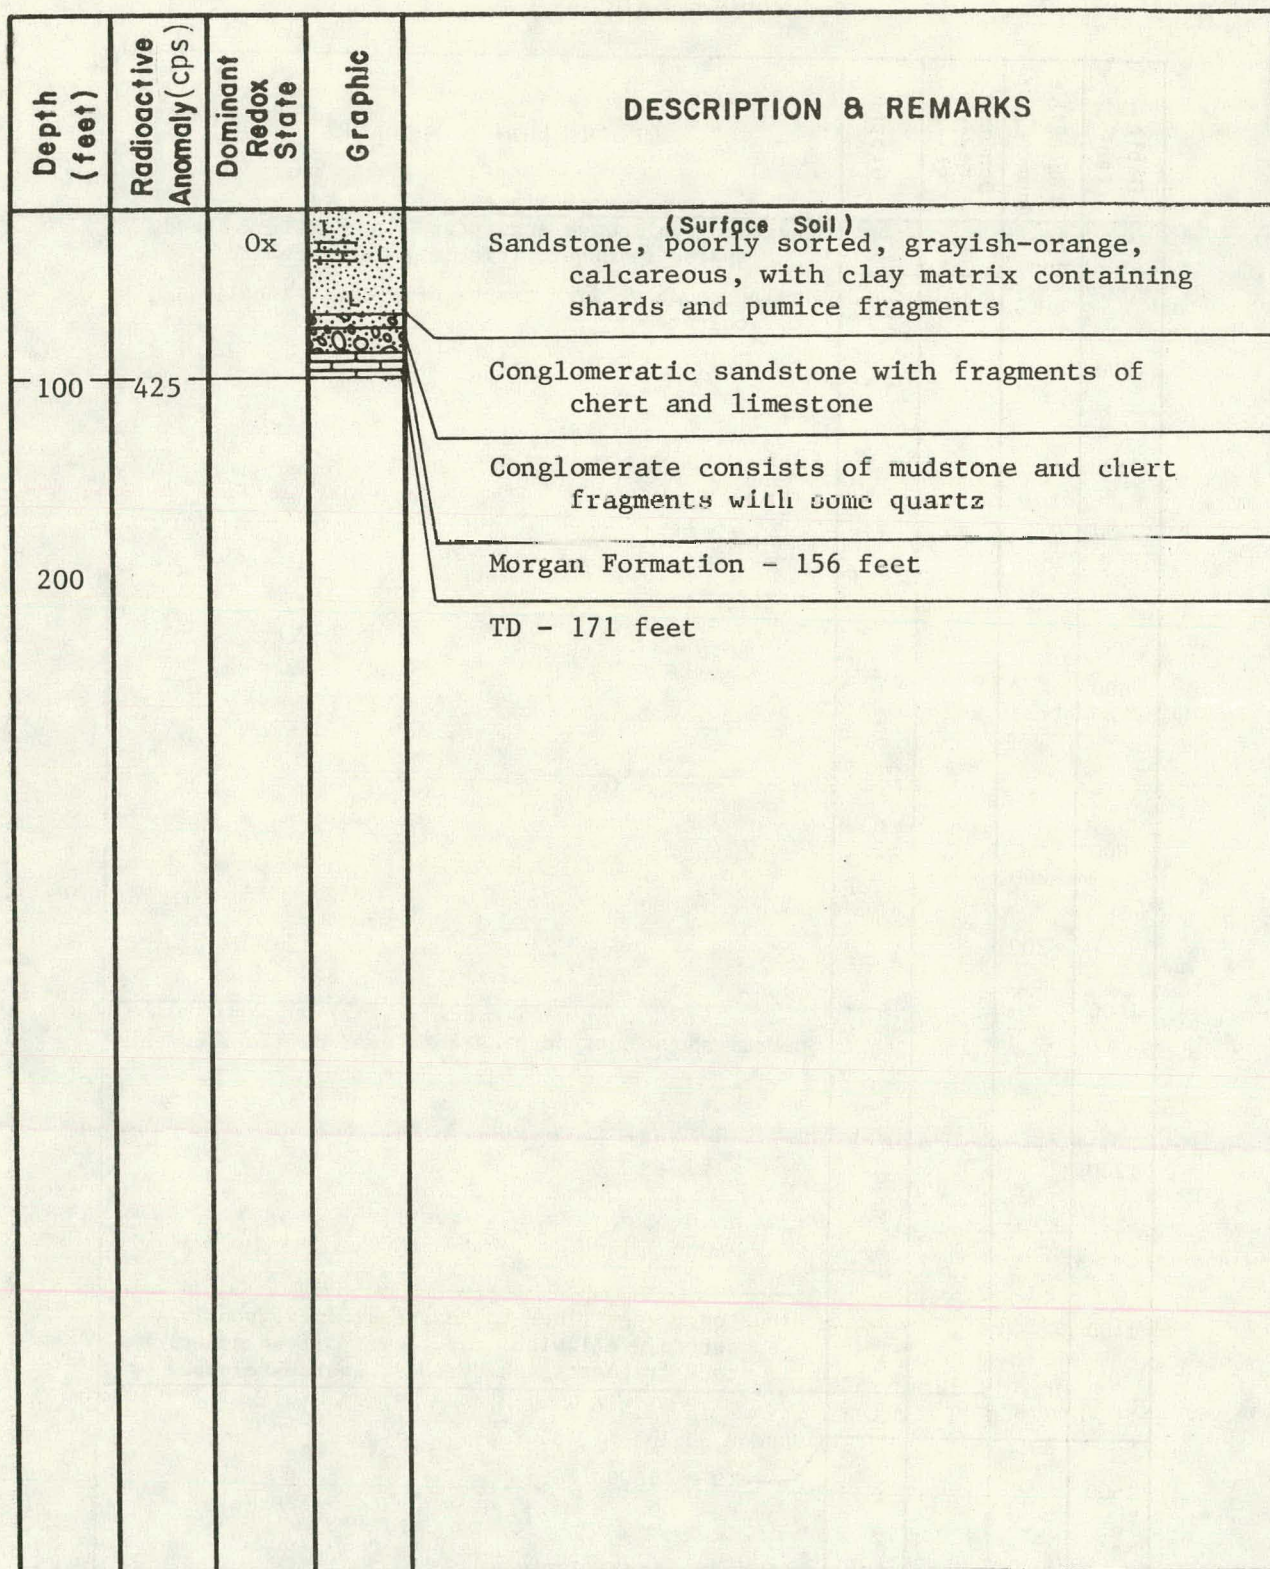 Depth
(feet)
Radioactive
Anomaly(cps)
Dominant
Redox
State
Graphic
DESCRIPTION & REMARKS
(Surface Soil)
Ox
Sandstone, poorly sorted, grayish-orange,
calcareous, with clay matrix containing
shards and pumice fragments
L
L
L
100
425
Conglomeratic sandstone with fragments of
chert and limestone
Conglomerate consists of mudstone and chert
fragments with some quartz
Morgan Formation - 156 feet
200
TD - 171 feet